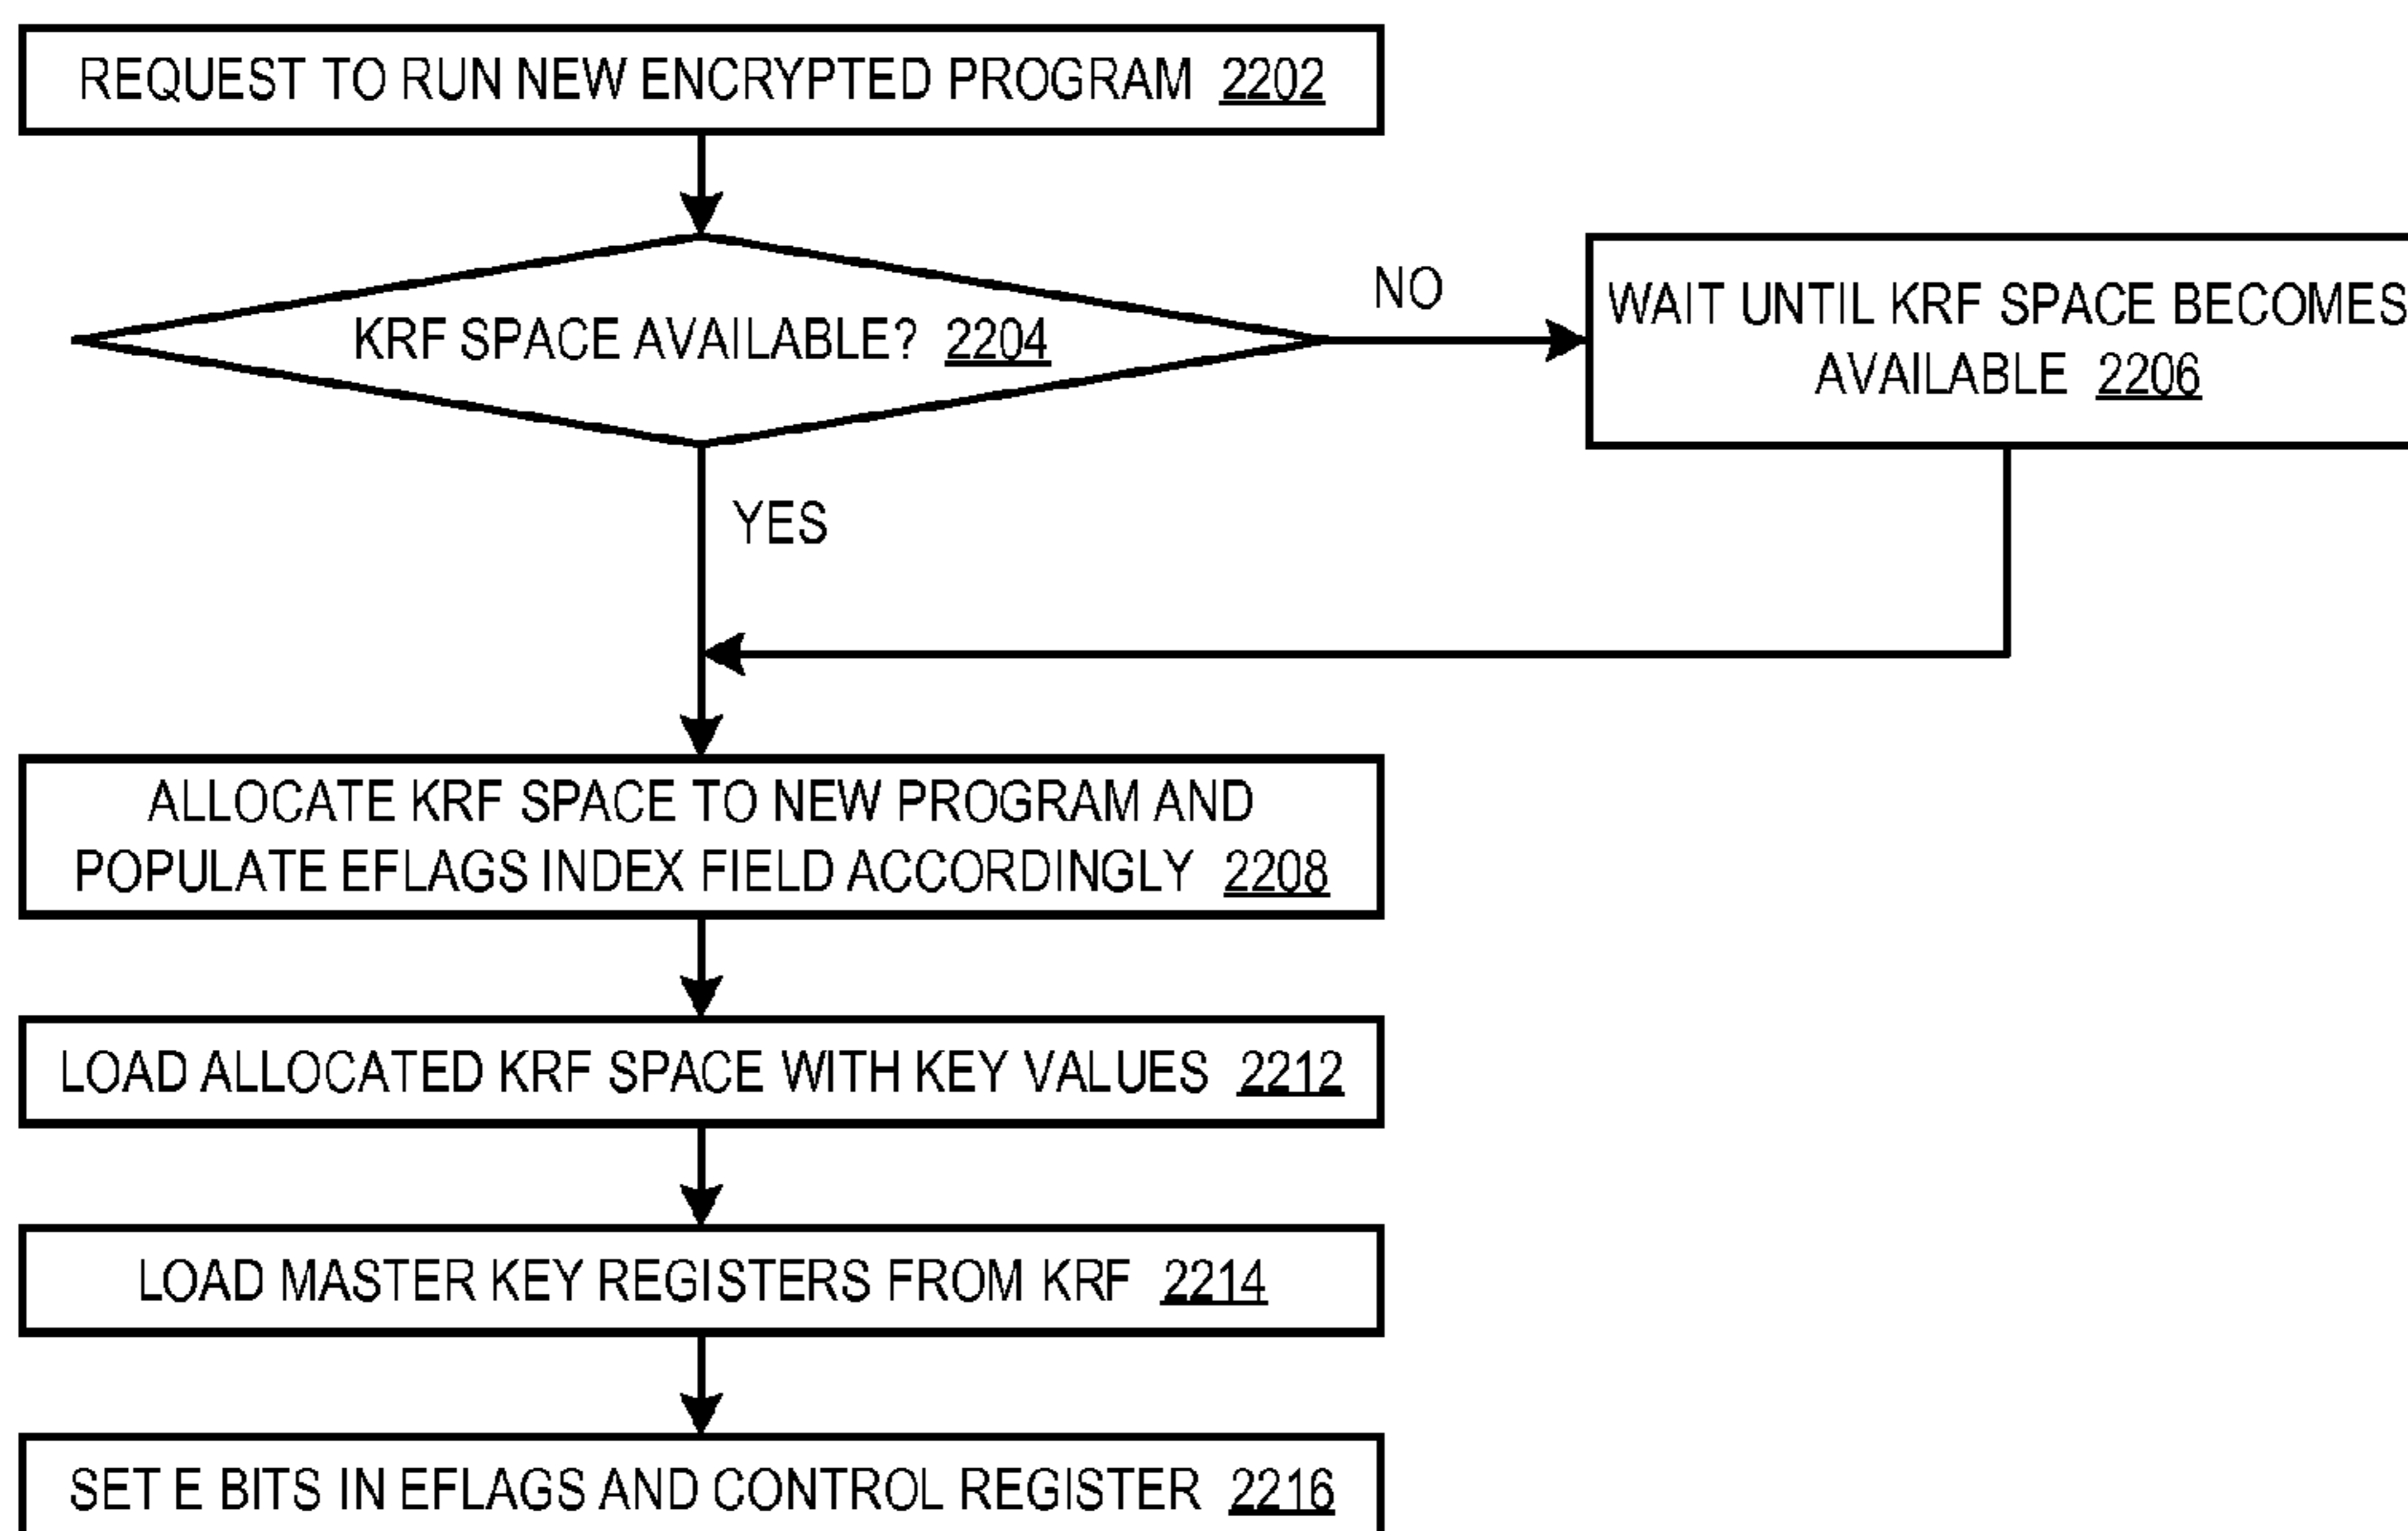 REQUEST TO RUN NEW ENCRYPTED PROGRAM 2202
KRF SPACE AVAILABLE? 2204
NO
WAIT UNTIL KRF SPACE BECOMES
AVAILABLE 2206
YES
ALLOCATE KRF SPACE TO NEW PROGRAM AND
POPULATE EFLAGS INDEX FIELD ACCORDINGLY 2208
LOAD ALLOCATED KRF SPACE WITH KEY VALUES 2212
LOAD MASTER KEY REGISTERS FROM KRF 2214
SET E BITS IN EFLAGS AND CONTROL REGISTER 2216